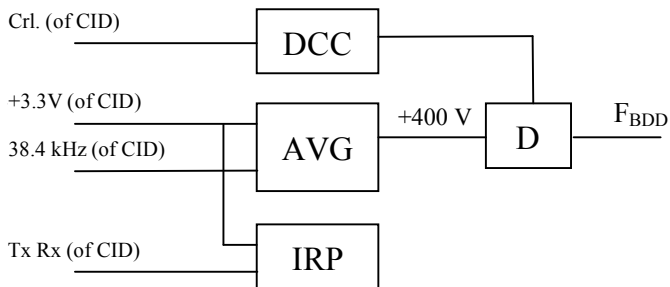 Crl. (of CID)
DCC
+3.3V (of CID)
+400 V
F_BDD
38.4 kHz (of CID)
AVG
D
Tx Rx (of CID)
IRP